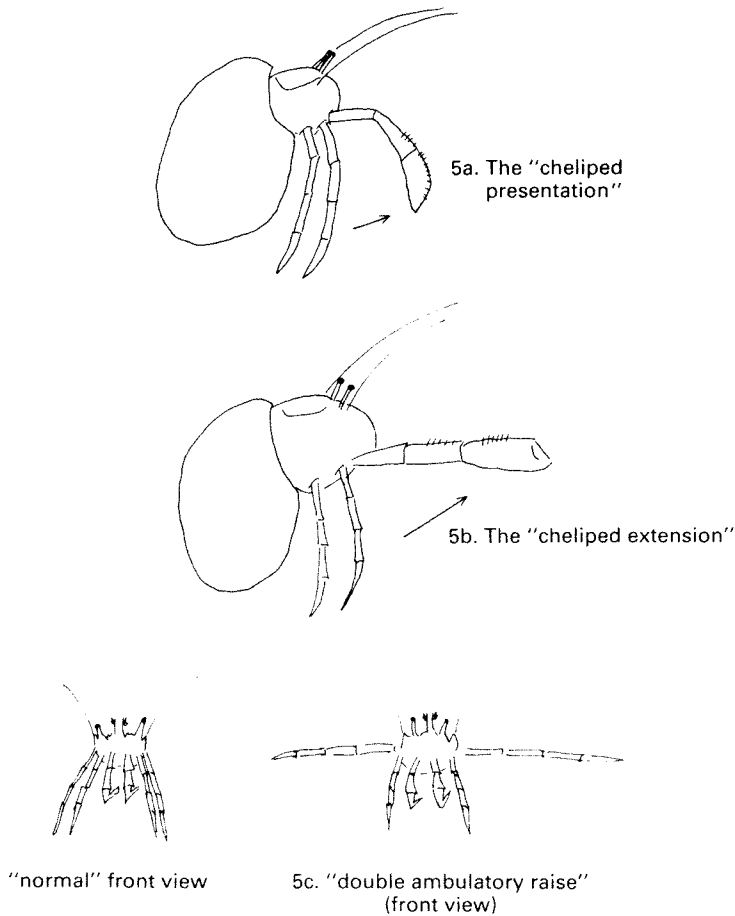 5a. The "cheliped
presentation"
5b. The "cheliped extension"
"normal" front view
5c. "double ambulatory raise"
(front view)